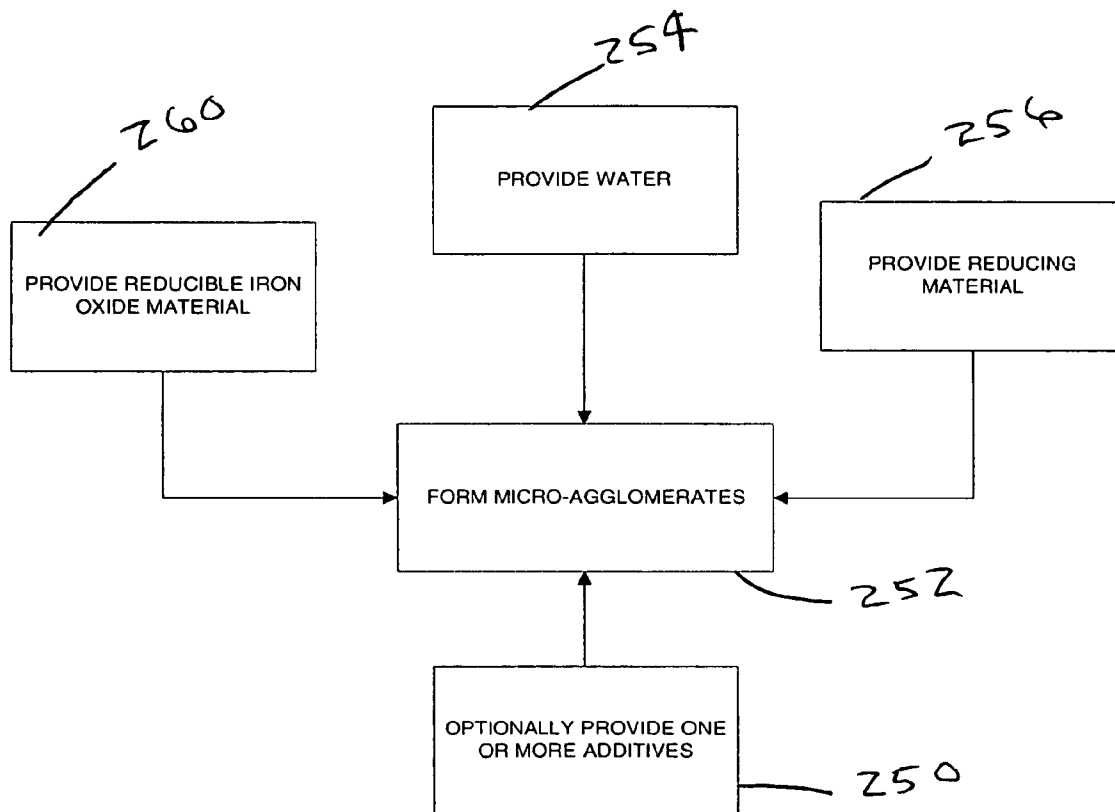 254
260
256
PROVIDE WATER
PROVIDE REDUCIBLE IRON
OXIDE MATERIAL
PROVIDE REDUCING
MATERIAL
FORM MICRO-AGGLOMERATES
252
OPTIONALLY PROVIDE ONE
OR MORE ADDITIVES
250